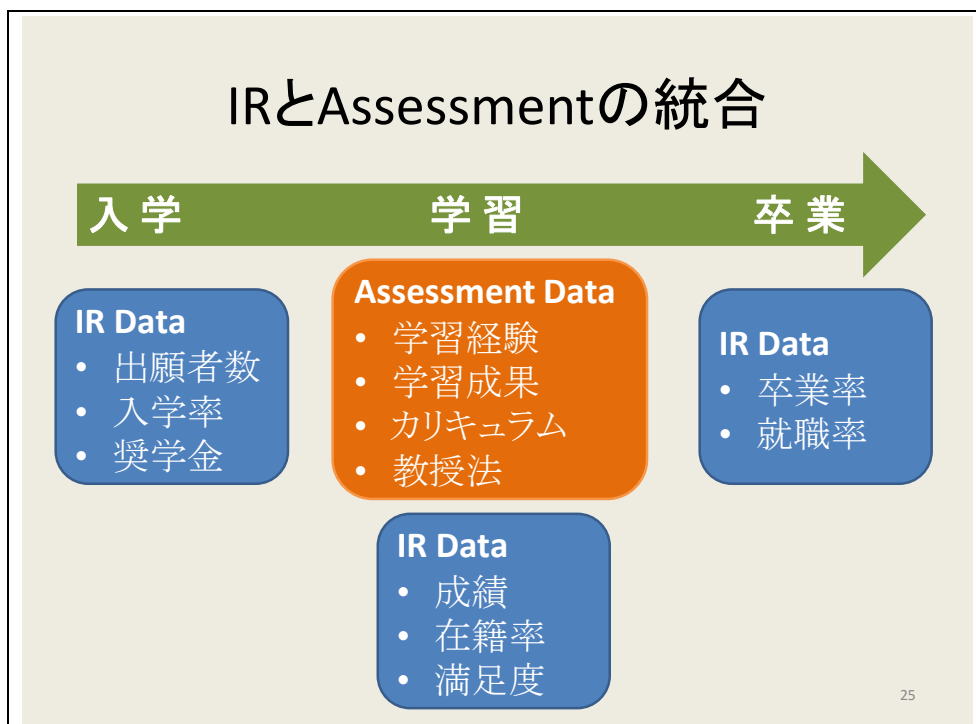 IRとAssessmentの統合
入学 学習 卒業
IR Data
• 出願者数
• 入学率
• 奨学金
Assessment Data
• 学習経験
• 学習成果
• カリキュラム
• 教授法
IR Data
• 卒業率
• 就職率
IR Data
• 成績
• 在籍率
• 満足度
25